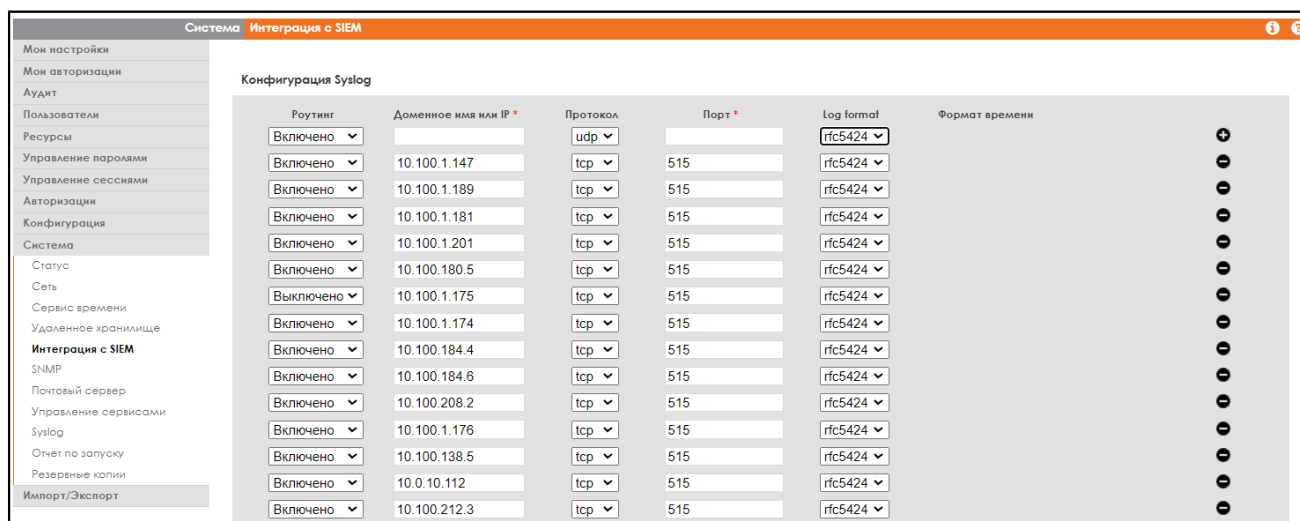 Система Интеграция с SIEM
Мои настройки
Мои авторизации
Аудит
Пользователи
Ресурсы
Управление паролями
Управление сессиями
Авторизации
Конфигурация
Система
Статус
Сеть
Сервис времени
Удаленное хранилище
Интеграция с SIEM
SNMP
Почтовый сервер
Управление сервисами
Syslog
Отчет по запуску
Резервные копии
Импорт/Экспорт
Конфигурация Syslog
Роутинг Доменное имя или IP * Протокол Порт * Log format Формат времени
Включено udp rfc5424
Включено 10.100.1.147 tcp 515 rfc5424
Включено 10.100.1.189 tcp 515 rfc5424
Включено 10.100.1.181 tcp 515 rfc5424
Включено 10.100.1.201 tcp 515 rfc5424
Включено 10.100.180.5 tcp 515 rfc5424
Выключено 10.100.1.175 tcp 515 rfc5424
Включено 10.100.1.174 tcp 515 rfc5424
Включено 10.100.184.4 tcp 515 rfc5424
Включено 10.100.184.6 tcp 515 rfc5424
Включено 10.100.208.2 tcp 515 rfc5424
Включено 10.100.1.176 tcp 515 rfc5424
Включено 10.100.138.5 tcp 515 rfc5424
Включено 10.0.10.112 tcp 515 rfc5424
Включено 10.100.212.3 tcp 515 rfc5424